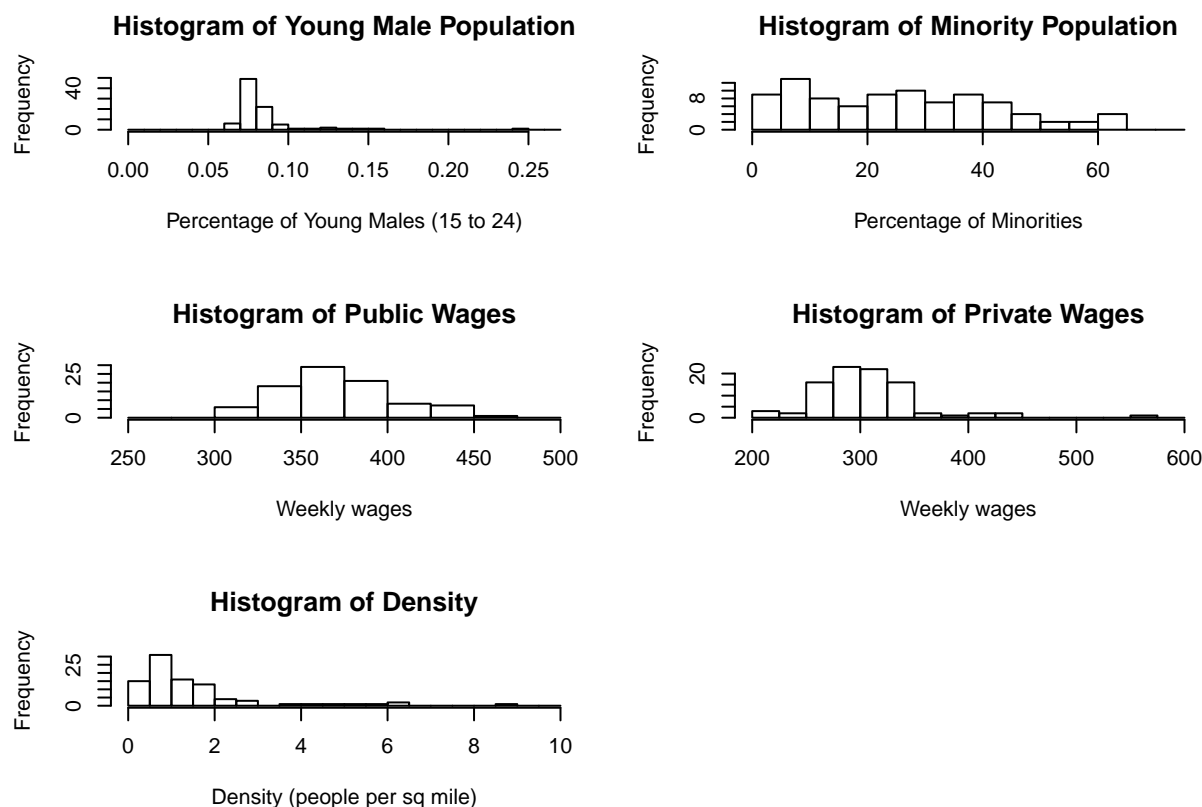 Histogram of Young Male Population
Frequency
0
40
0.00 0.05 0.10 0.15 0.20 0.25
Percentage of Young Males (15 to 24)
Histogram of Minority Population
Frequency
0
8
0 20 40 60
Percentage of Minorities
Histogram of Public Wages
Frequency
0
25
250 300 350 400 450 500
Weekly wages
Histogram of Private Wages
Frequency
0
20
200 300 400 500 600
Weekly wages
Histogram of Density
Frequency
0
25
0 2 4 6 8 10
Density (people per sq mile)